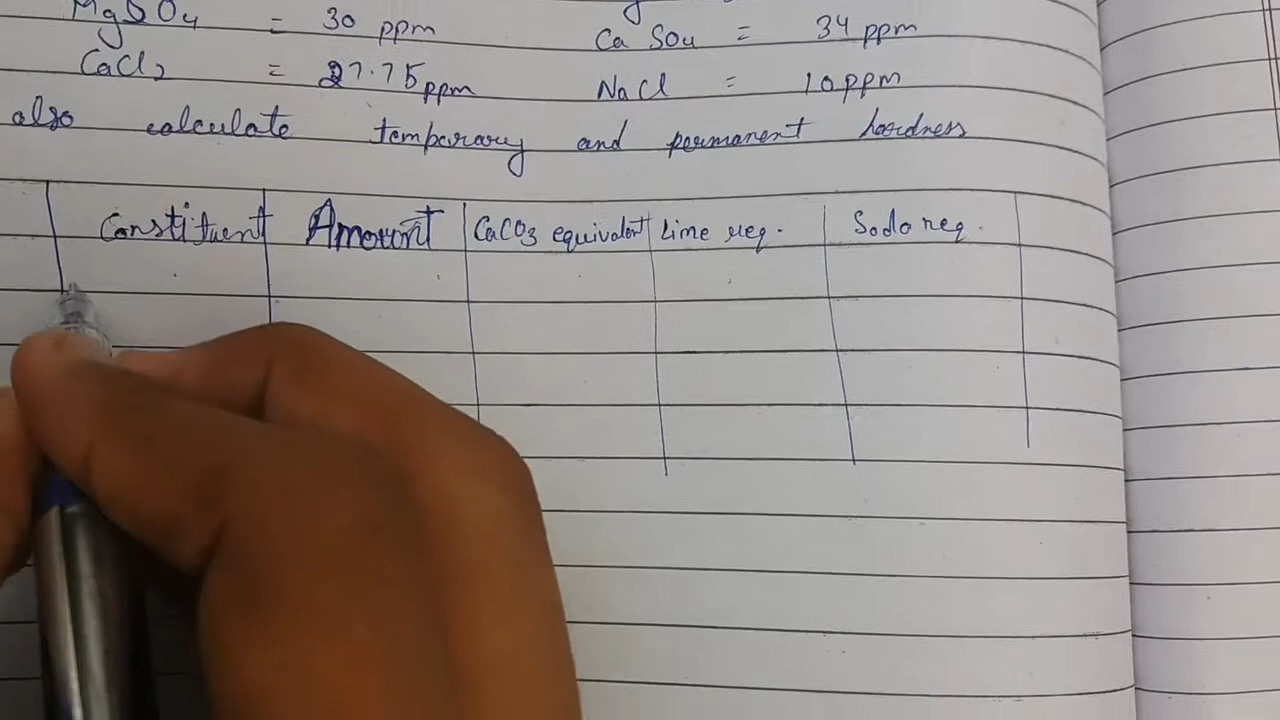 MgSO4 = 30 ppm CaSO4 = 34 ppm
CaCl2 = 27.75 ppm NaCl = 10 ppm
also calculate temparary and permanent hardness
Constituent Amount CaCO3 equivalent Lime req. Soda req.